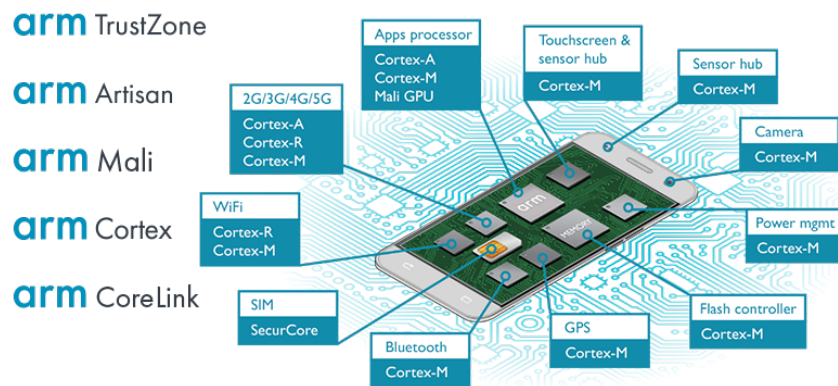 arm TrustZone
arm Artisan
arm Mali
arm Cortex
arm CoreLink
2G/3G/4G/5G
Cortex-A
Cortex-R
Cortex-M
Apps processor
Cortex-A
Cortex-M
Mali GPU
Touchscreen &
sensor hub
Cortex-M
Sensor hub
Cortex-M
Camera
Cortex-M
WiFi
Cortex-R
Cortex-M
arm
MEMORY
Power mgmt
Cortex-M
SIM
SecurCore
Bluetooth
Cortex-M
GPS
Cortex-M
Flash controller
Cortex-M